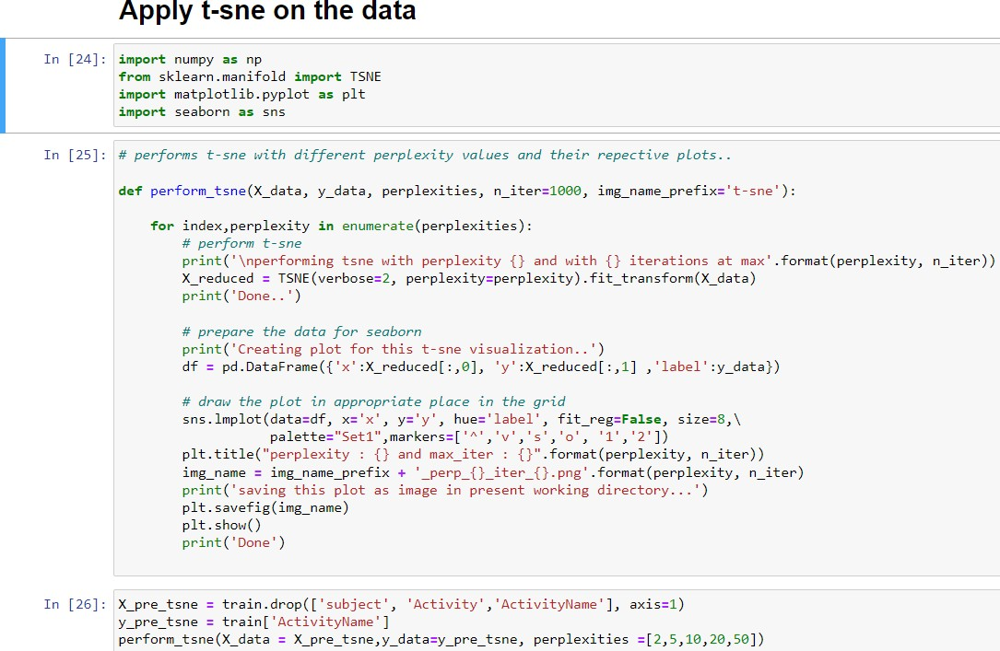 Apply t-sne on the data
In [24]: import numpy as np
from sklearn.manifold import TSNE
import matplotlib.pyplot as plt
import seaborn as sns
In [25]: # performs t-sne with different perplexity values and their repective plots..
def perform_tsne(X_data, y_data, perplexities, n_iter=1000, img_name_prefix='t-sne'):
for index,perplexity in enumerate(perplexities):
# perform t-sne
print('\nperforming tsne with perplexity {} and with {} iterations at max'.format(perplexity, n_iter))
X_reduced = TSNE(verbose=2, perplexity=perplexity).fit_transform(X_data)
print('Done..')
# prepare the data for seaborn
print('Creating plot for this t-sne visualization..')
df = pd.DataFrame({'x':X_reduced[:,0], 'y':X_reduced[:,1] ,'label':y_data})
# draw the plot in appropriate place in the grid
sns.lmplot(data=df, x='x', y='y', hue='label', fit_reg=False, size=8,\
palette="Set1",markers=['^','v','s','o', '1','2'])
plt.title("perplexity : {} and max_iter : {}".format(perplexity, n_iter))
img_name = img_name_prefix + '_perp_{}_iter_{}.png'.format(perplexity, n_iter)
print('saving this plot as image in present working directory...')
plt.savefig(img_name)
plt.show()
print('Done')
In [26]: X_pre_tsne = train.drop(['subject', 'Activity','ActivityName'], axis=1)
y_pre_tsne = train['ActivityName']
perform_tsne(X_data = X_pre_tsne,y_data=y_pre_tsne, perplexities =[2,5,10,20,50])